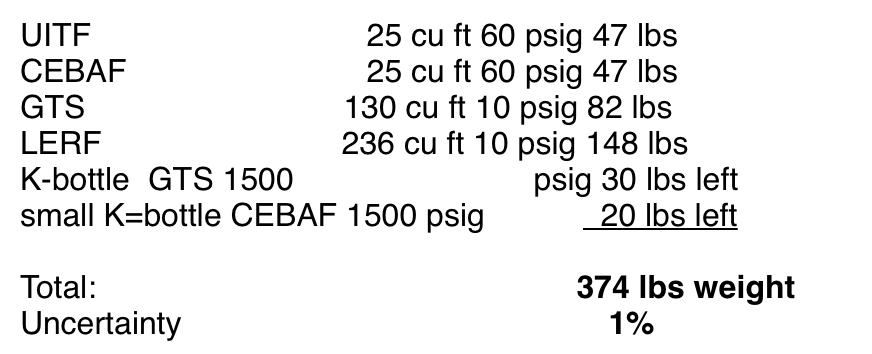 UITF 25 cu ft 60 psig 47 lbs
CEBAF 25 cu ft 60 psig 47 lbs
GTS 130 cu ft 10 psig 82 lbs
LERF 236 cu ft 10 psig 148 lbs
K-bottle GTS 1500 psig 30 lbs left
small K=bottle CEBAF 1500 psig 20 lbs left
Total: 374 lbs weight
Uncertainty 1%